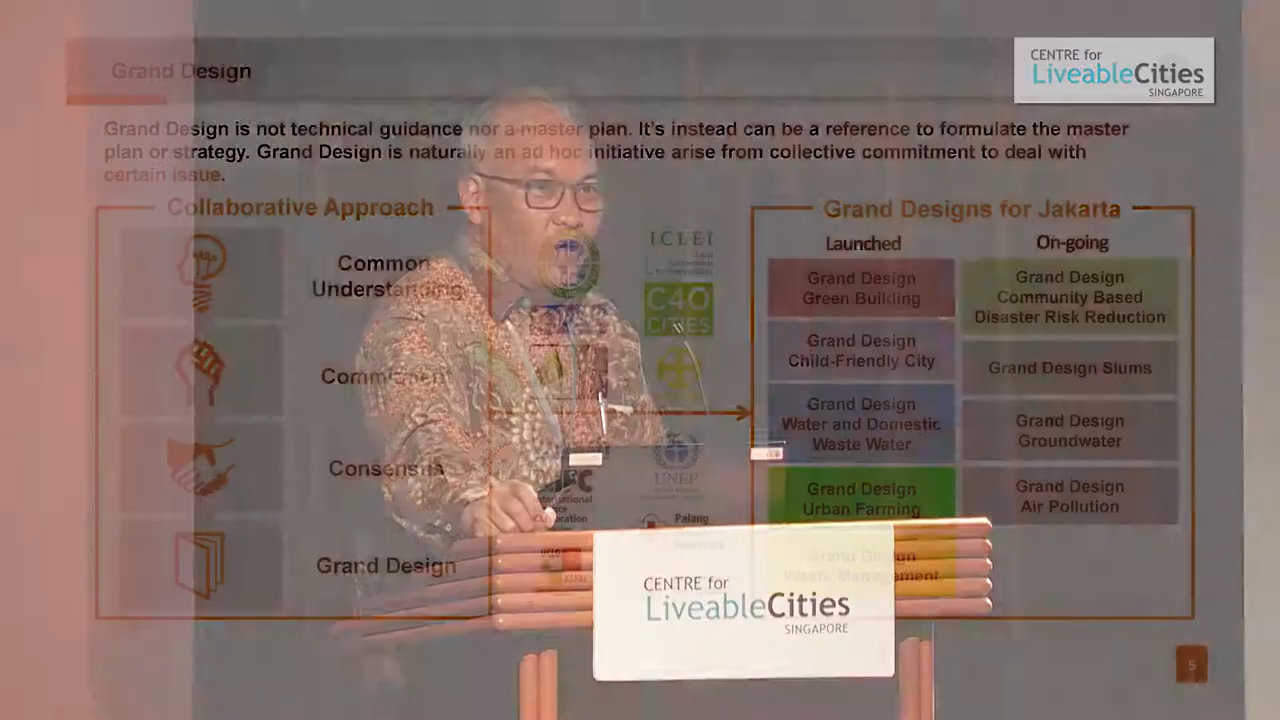 Grand Design
CENTRE for
LiveableCities
SINGAPORE
Grand Design is not technical guidance nor a master plan. It's instead can be a reference to formulate the master
plan or strategy. Grand Design is naturally an ad hoc initiative arise from collective commitment to deal with
certain issue.
Collaborative Approach
Common
Understanding
Commitment
Consensus
Grand Design
ICLEI
C40
CITIES
UNEP
Palang
Grand Designs for Jakarta
Launched
On-going
Grand Design
Green Building
Grand Design
Child-Friendly City
Grand Design
Water and Domestic
Waste Water
Grand Design
Urban Farming
Grand Design
Waste Management
Grand Design
Community Based
Disaster Risk Reduction
Grand Design Slums
Grand Design
Groundwater
Grand Design
Air Pollution
CENTRE for
LiveableCities
SINGAPORE
5